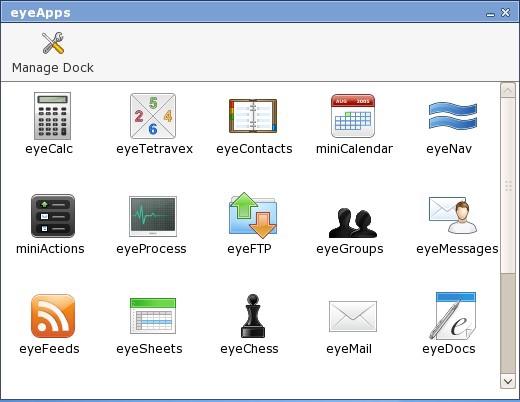 eyeApps
Manage Dock
eyeCalc
5
2 4
6
eyeTetravex
eyeContacts
AUG 2005
miniCalendar
eyeNav
miniActions
eyeProcess
eyeFTP
eyeGroups
eyeMessages
eyeFeeds
eyeSheets
eyeChess
eyeMail
e
eyeDocs